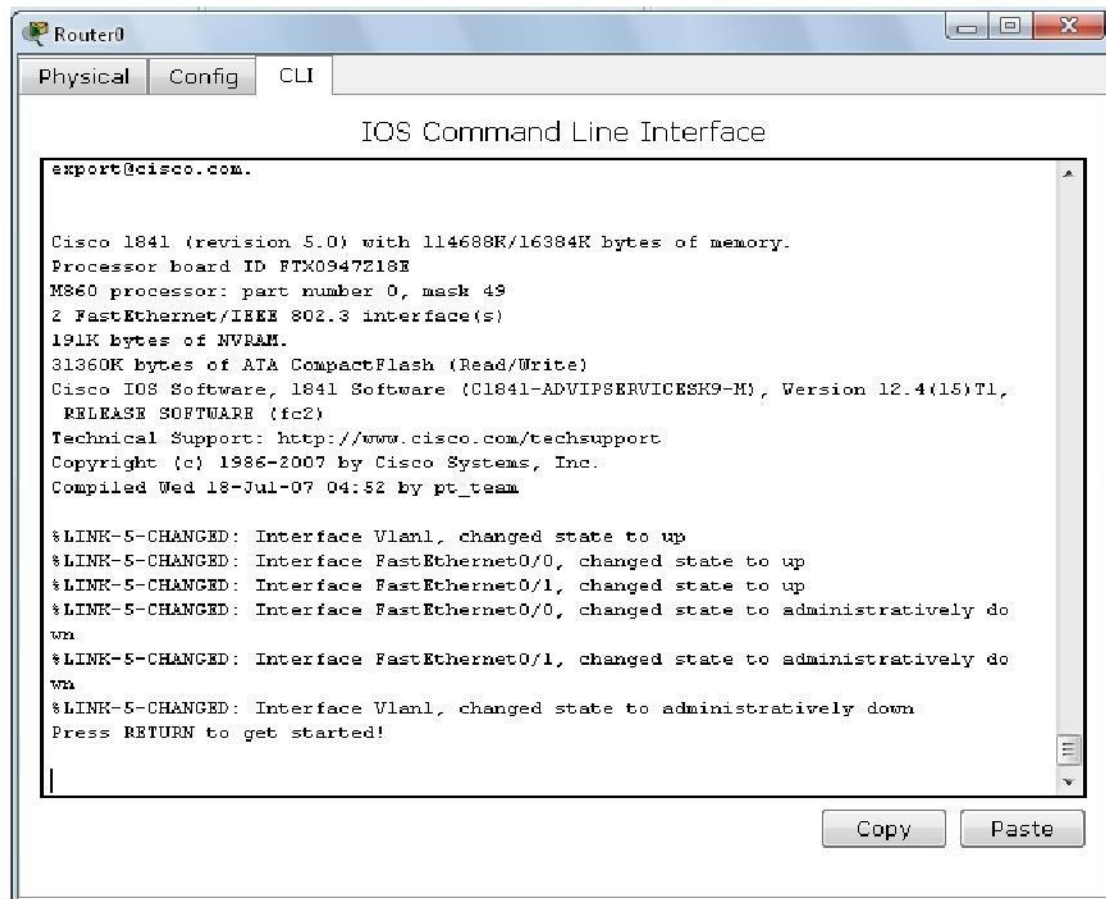 Router0
Physical Config CLI
IOS Command Line Interface
export@cisco.com.
Cisco 1841 (revision 5.0) with 114688K/16384K bytes of memory.
Processor board ID FTX0947Z18E
M860 processor: part number 0, mask 49
2 FastEthernet/IEEE 802.3 interface(s)
191K bytes of NVRAM.
31360K bytes of ATA CompactFlash (Read/Write)
Cisco IOS Software, 1841 Software (C1841-ADVIPSERVICESK9-M), Version 12.4(15)T1,
RELEASE SOFTWARE (fc2)
Technical Support: http://www.cisco.com/techsupport
Copyright (c) 1986-2007 by Cisco Systems, Inc.
Compiled Wed 18-Jul-07 04:52 by pt_team
%LINK-5-CHANGED: Interface Vlan1, changed state to up
%LINK-5-CHANGED: Interface FastEthernet0/0, changed state to up
%LINK-5-CHANGED: Interface FastEthernet0/1, changed state to up
%LINK-5-CHANGED: Interface FastEthernet0/0, changed state to administratively do
wn
%LINK-5-CHANGED: Interface FastEthernet0/1, changed state to administratively do
wn
%LINK-5-CHANGED: Interface Vlan1, changed state to administratively down
Press RETURN to get started!
Copy Paste